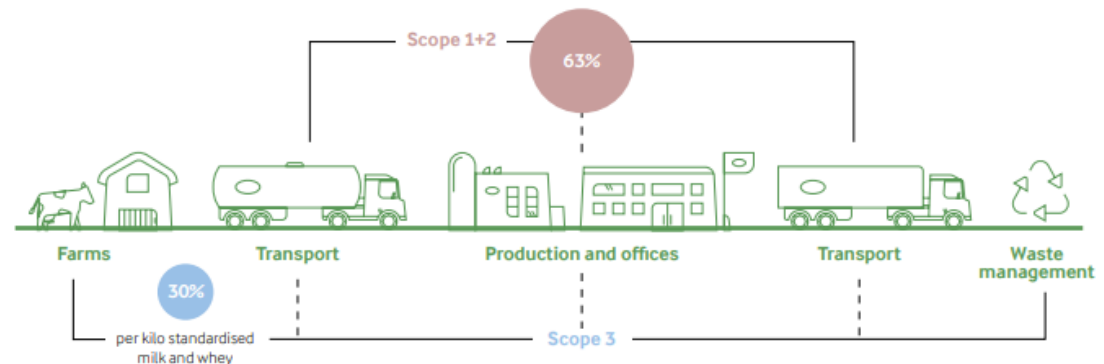 Scope 1+2
63%
Farms
Transport
Production and offices
Transport
Waste
management
30%
per kilo standardised
milk and whey
Scope 3